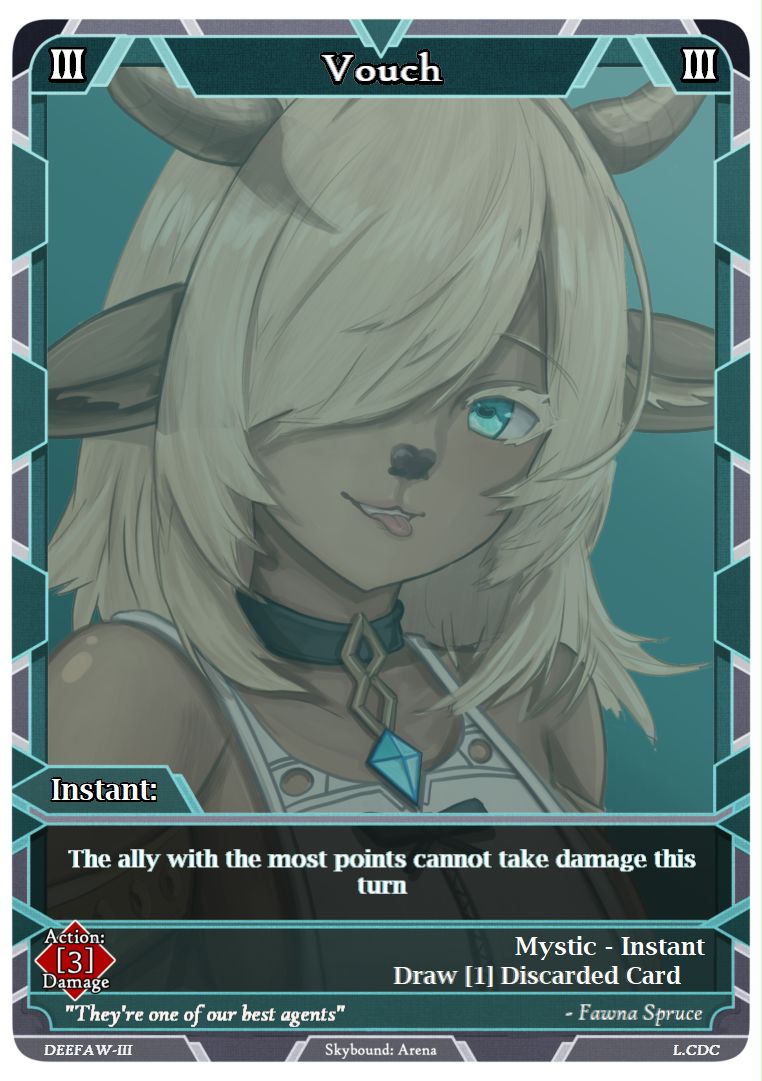 III Vouch III
Instant:
The ally with the most points cannot take damage this
turn
Action:
[3]
Damage
Mystic - Instant
Draw [1] Discarded Card
"They're one of our best agents" - Fawna Spruce
DEEFAW-III Skybound: Arena L.CDC